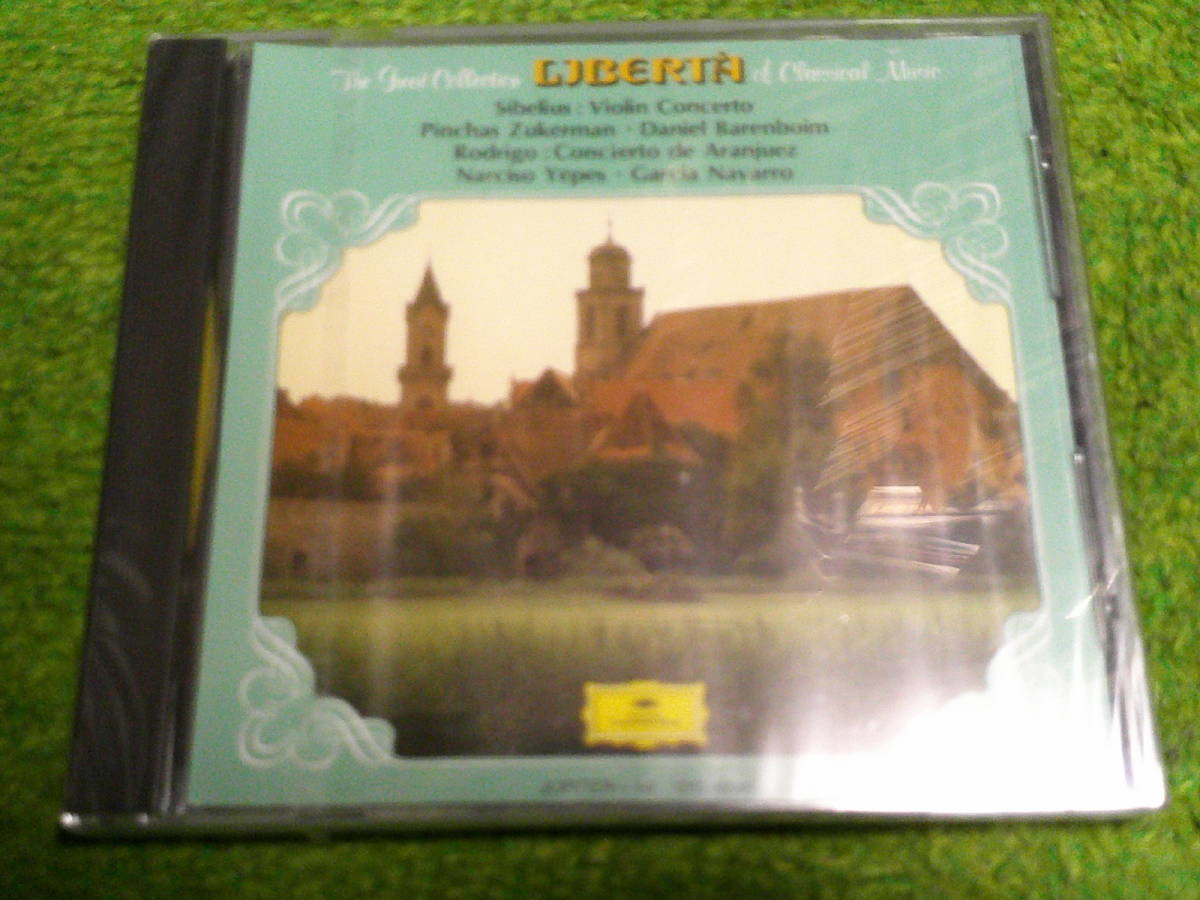 The Great Collection LIBERTÀ of Classical Music
Sibelius : Violin Concerto
Pinchas Zukerman · Daniel Barenboim
Rodrigo : Concierto de Aranjuez
Narciso Yepes · García Navarro